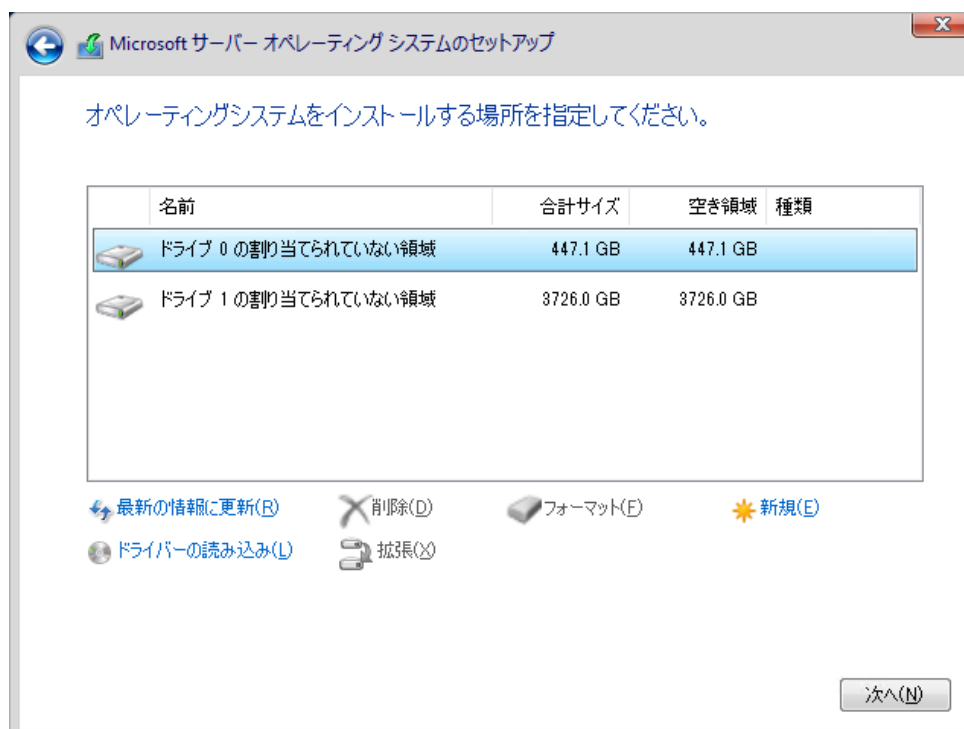 Microsoft サーバー オペレーティング システムのセットアップ
オペレーティングシステムをインストールする場所を指定してください。
名前 合計サイズ 空き領域 種類
ドライブ 0 の割り当てられていない領域 447.1 GB 447.1 GB
ドライブ 1 の割り当てられていない領域 3726.0 GB 3726.0 GB
最新の情報に更新(R) 削除(D) フォーマット(F) 新規(E)
ドライバーの読み込み(L) 拡張(X)
次へ(N)